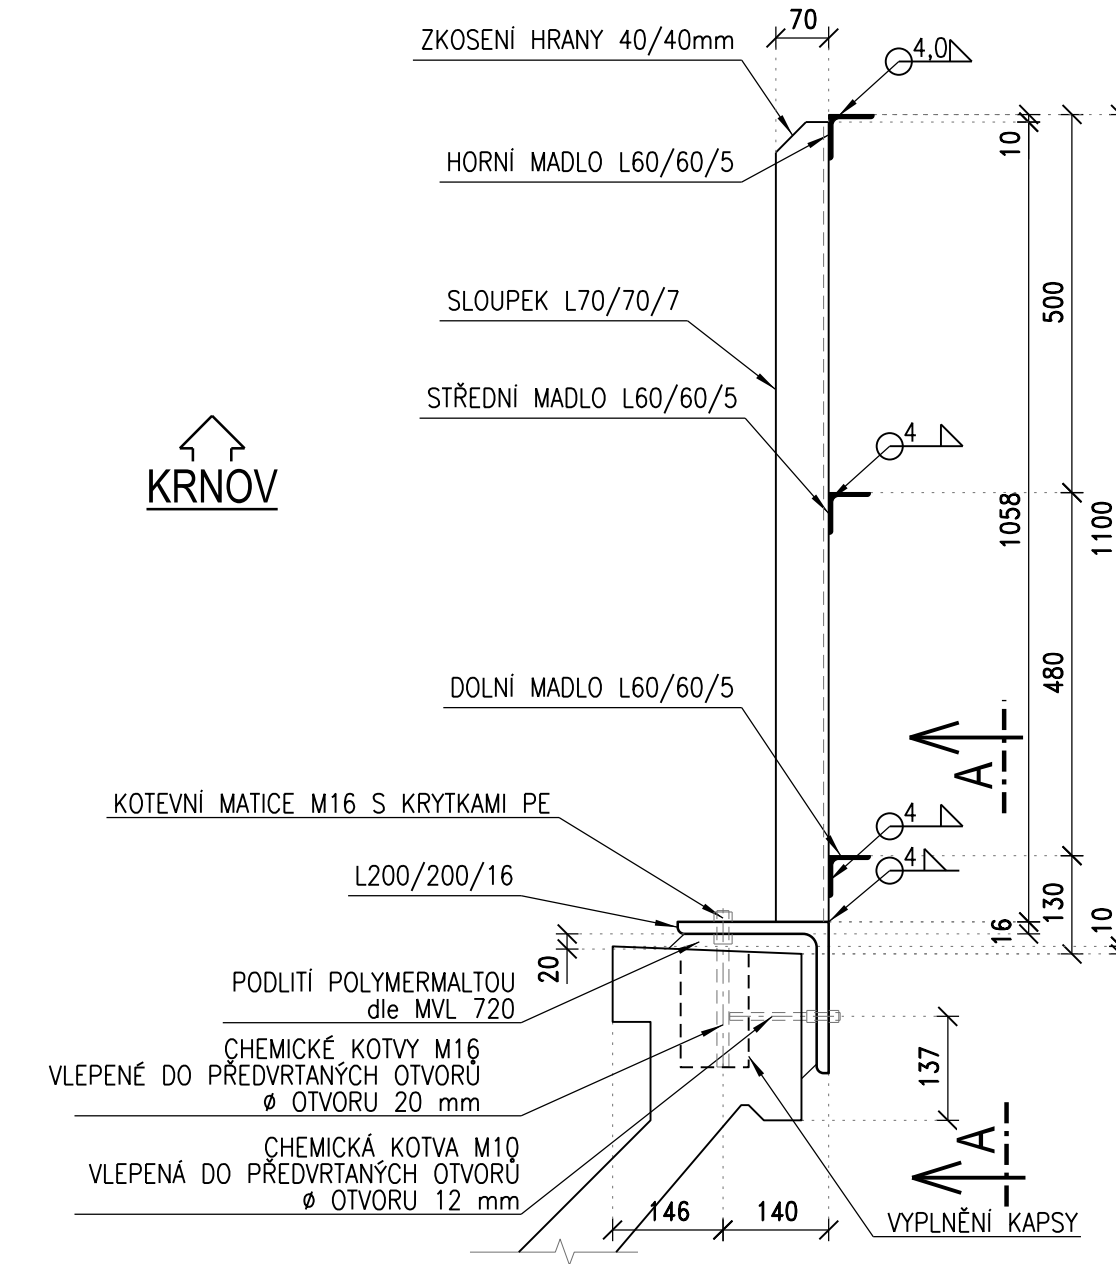 70
ZKOSENÍ HRANY 40/40mm
4,0
HORNÍ MADLO L60/60/5
10
SLOUPEK L70/70/7
500
STŘEDNÍ MADLO L60/60/5
4
KRNOV
1058
1100
DOLNÍ MADLO L60/60/5
480
A
KOTEVNÍ MATICE M16 S KRYTKAMI PE
4
L200/200/16
4
130
10
16
20
PODLITÍ POLYMERMALTOU
dle MVL 720
CHEMICKÉ KOTVY M16
VLEPENÉ DO PŘEDVRTANÝCH OTVORŮ
ø OTVORU 20 mm
137
CHEMICKÁ KOTVA M10
VLEPENÁ DO PŘEDVRTANÝCH OTVORŮ
ø OTVORU 12 mm
A
146
140
VYPLNĚNÍ KAPSY